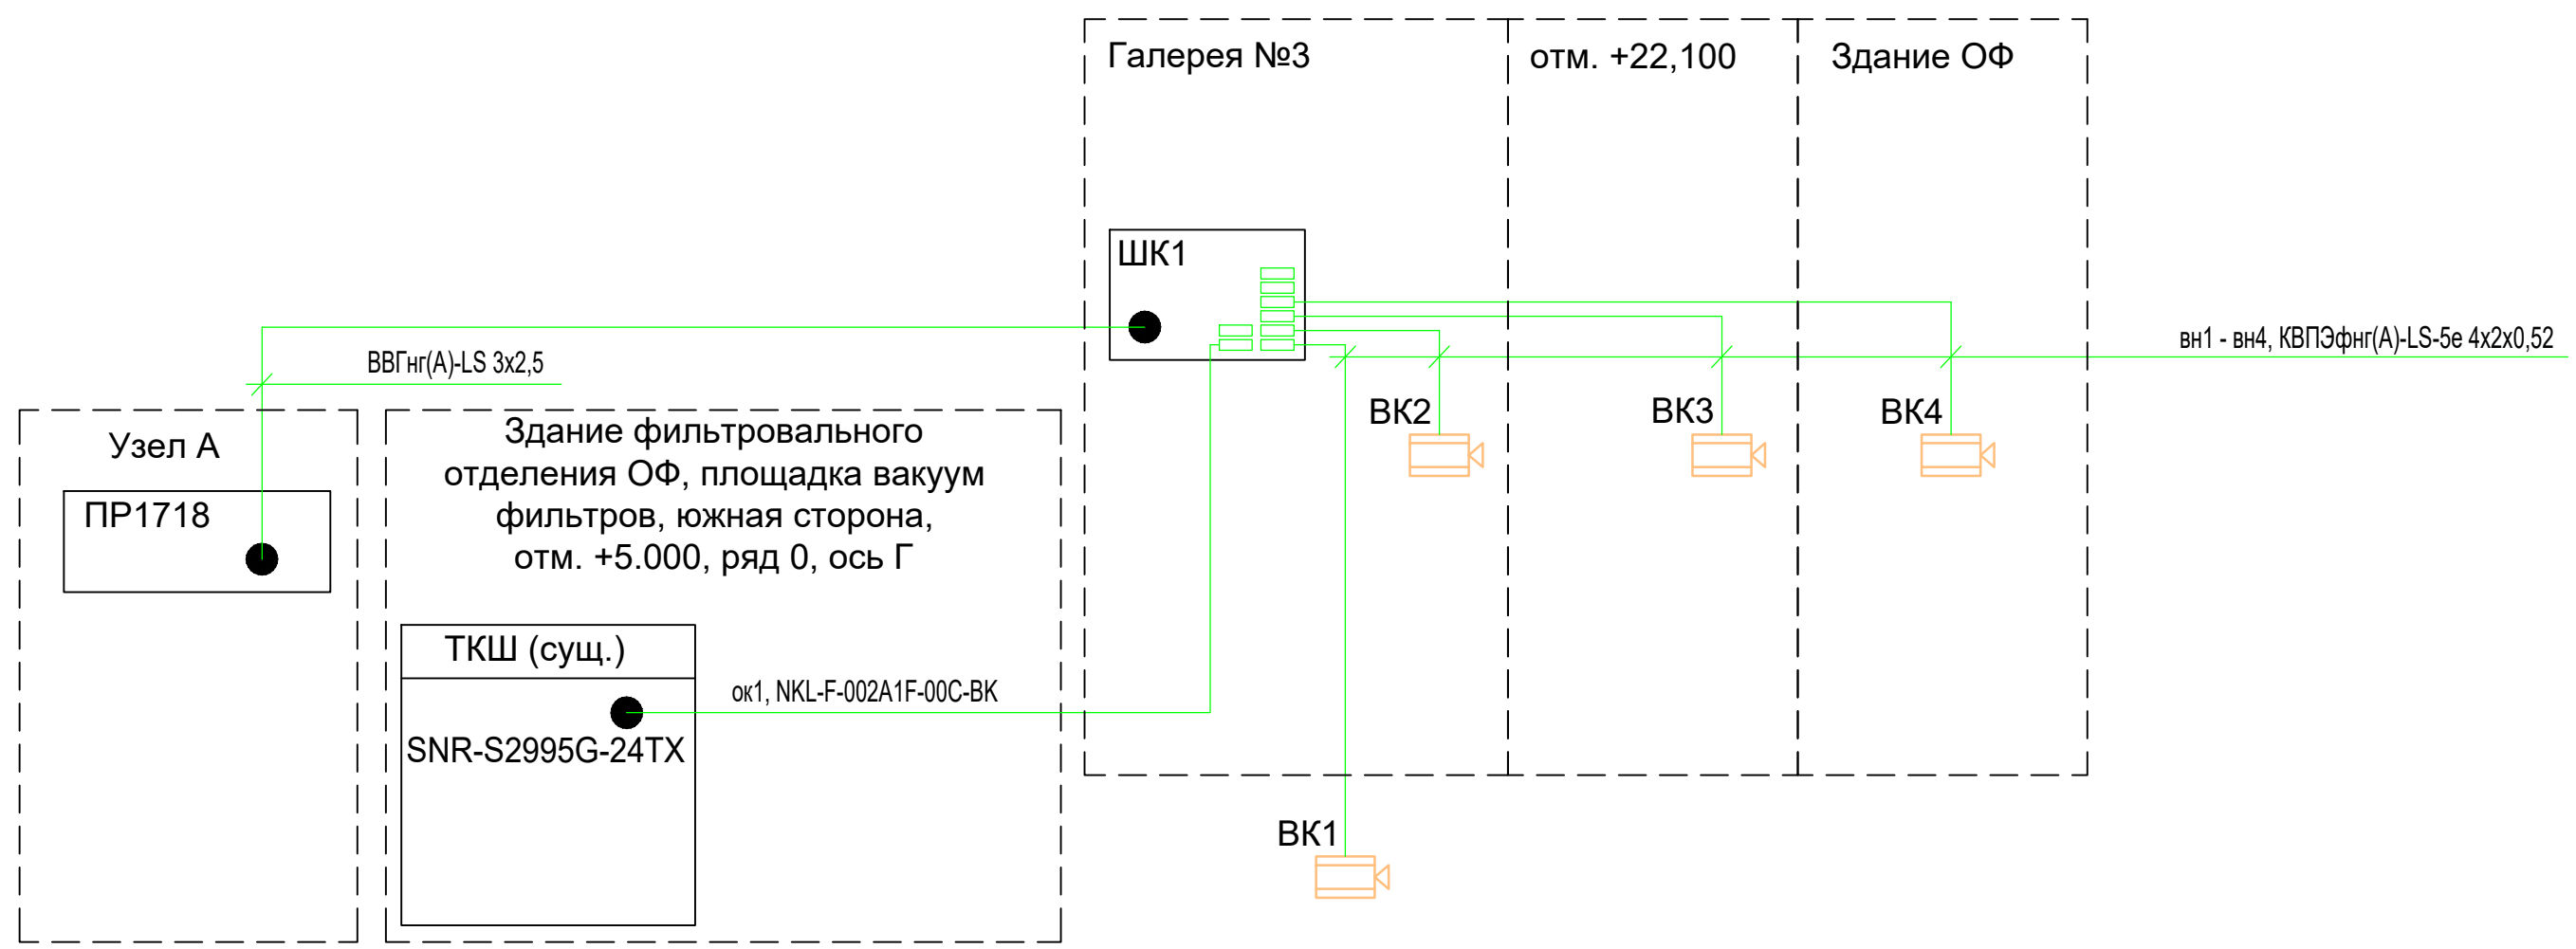 Галерея №3
отм. +22,100
Здание ОФ
ШК1
вн1 - вн4, КВПЭфнг(А)-LS-5е 4х2х0,52
ВВГнг(А)-LS 3х2,5
ВК2
ВК3
ВК4
Узел А
ПР1718
Здание фильтровального
отделения ОФ, площадка вакуум
фильтров, южная сторона,
отм. +5.000, ряд 0, ось Г
ТКШ (сущ.)
ок1, NKL-F-002A1F-00C-BK
SNR-S2995G-24TX
ВК1